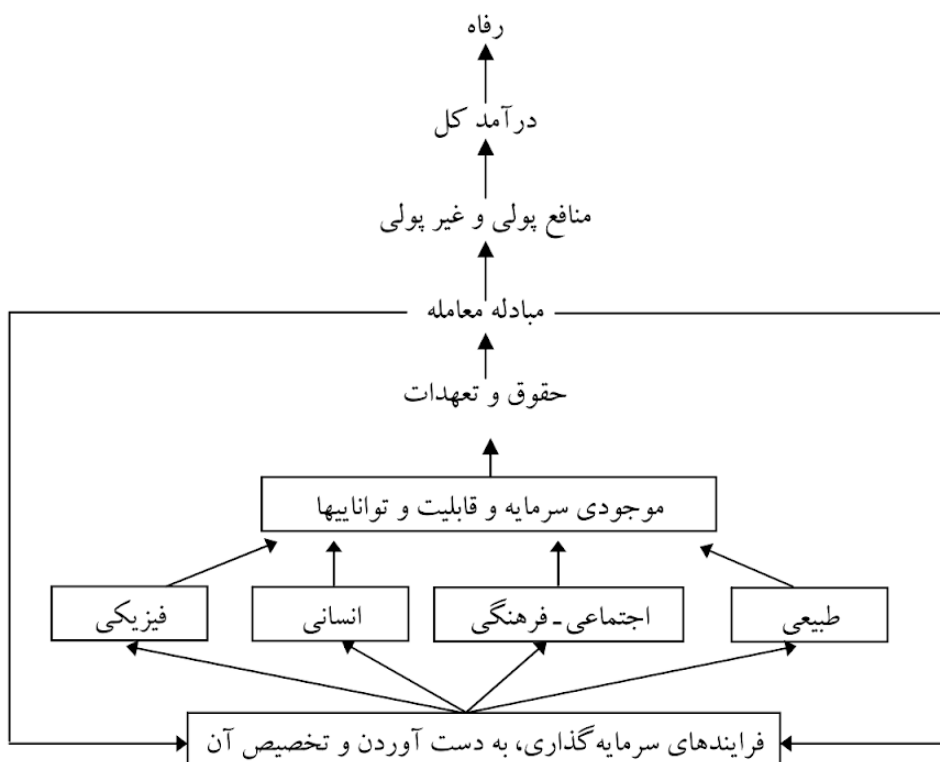 رفاه
درآمد کل
منافع پولی و غیر پولی
مبادله معامله
حقوق و تعهدات
موجودی سرمایه و قابلیت و تواناییها
طبیعی
اجتماعی ـ فرهنگی
انسانی
فیزیکی
فرایندهای سرمایه‌گذاری، به دست آوردن و تخصیص آن